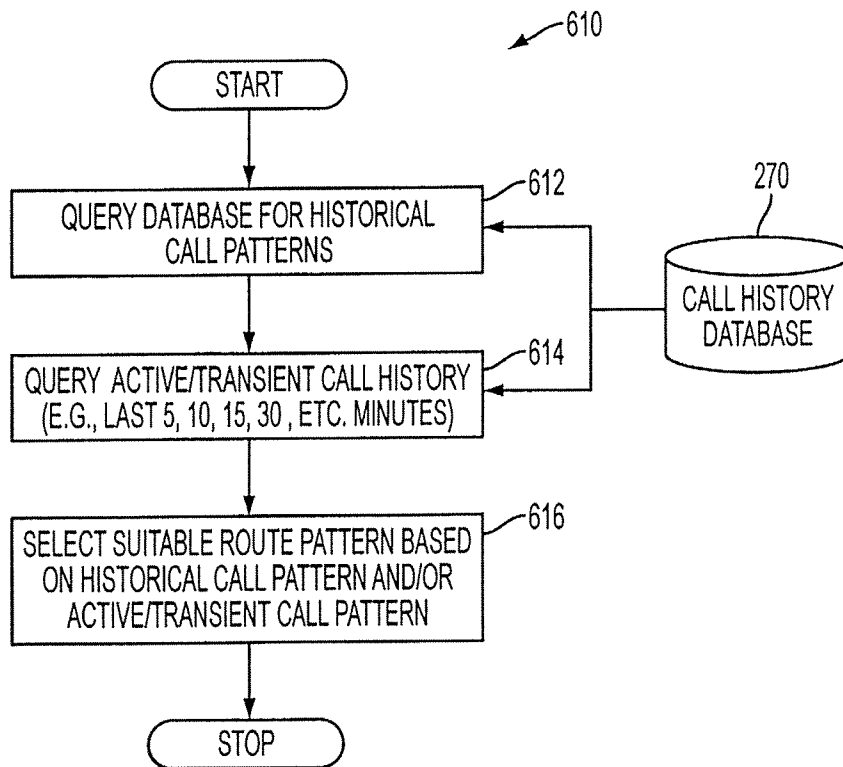 610
START
612
QUERY DATABASE FOR HISTORICAL
CALL PATTERNS
270
CALL HISTORY
DATABASE
614
QUERY ACTIVE/TRANSIENT CALL HISTORY
(E.G., LAST 5, 10, 15, 30 , ETC. MINUTES)
616
SELECT SUITABLE ROUTE PATTERN BASED
ON HISTORICAL CALL PATTERN AND/OR
ACTIVE/TRANSIENT CALL PATTERN
STOP